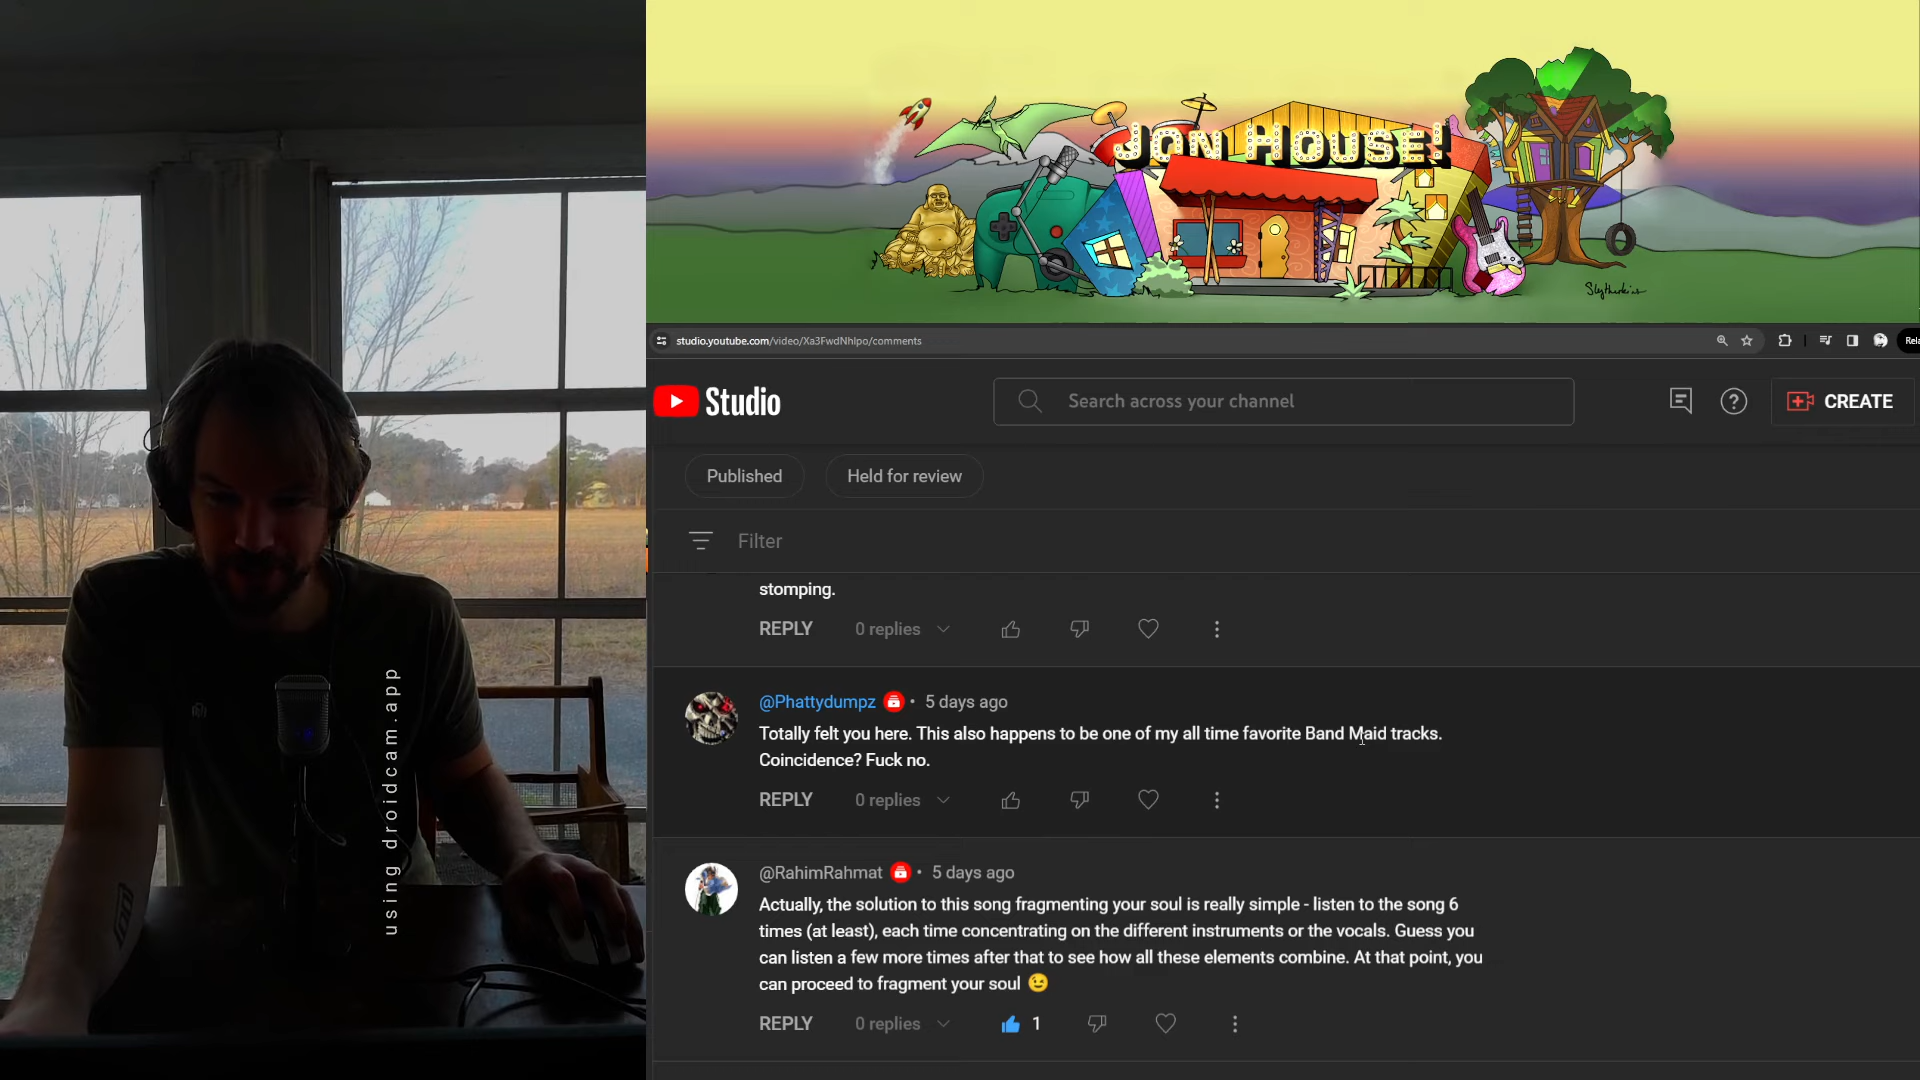 JON HOUSE!
Slytherkins
studio.youtube.com/video/Xa3FwdNhlpo/comments
Rela
Studio
Search across your channel
CREATE
Published
Held for review
Filter
stomping.
REPLY 0 replies
@Phattydumpz • 5 days ago
Totally felt you here. This also happens to be one of my all time favorite Band Maid tracks.
Coincidence? Fuck no.
REPLY 0 replies
@RahimRahmat • 5 days ago
Actually, the solution to this song fragmenting your soul is really simple - listen to the song 6
times (at least), each time concentrating on the different instruments or the vocals. Guess you
can listen a few more times after that to see how all these elements combine. At that point, you
can proceed to fragment your soul 😉
REPLY 0 replies 1
using droidcam.app